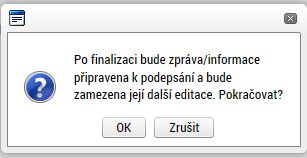 Po finalizaci bude zpráva/informace
připravena k podepsání a bude
zamezena její další editace. Pokračovat?
OK
Zrušit